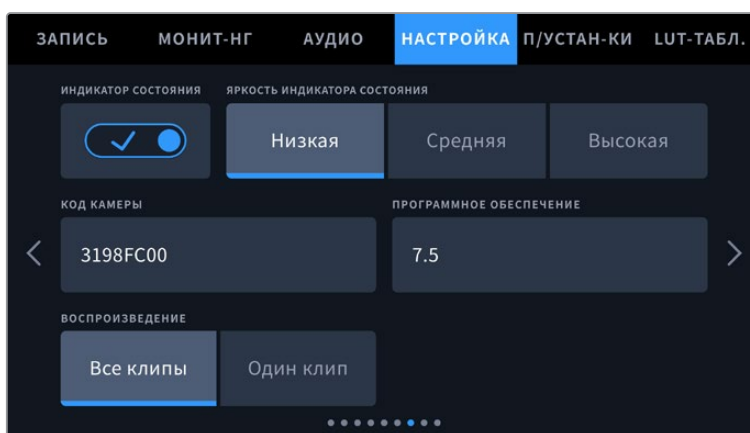 ЗАПИСЬ МОНИТ-НГ АУДИО НАСТРОЙКА П/УСТАН-КИ LUT-ТАБЛ.
ИНДИКАТОР СОСТОЯНИЯ ЯРКОСТЬ ИНДИКАТОРА СОСТОЯНИЯ
Низкая Средняя Высокая
КОД КАМЕРЫ ПРОГРАММНОЕ ОБЕСПЕЧЕНИЕ
3198FC00 7.5
ВОСПРОИЗВЕДЕНИЕ
Все клипы Один клип